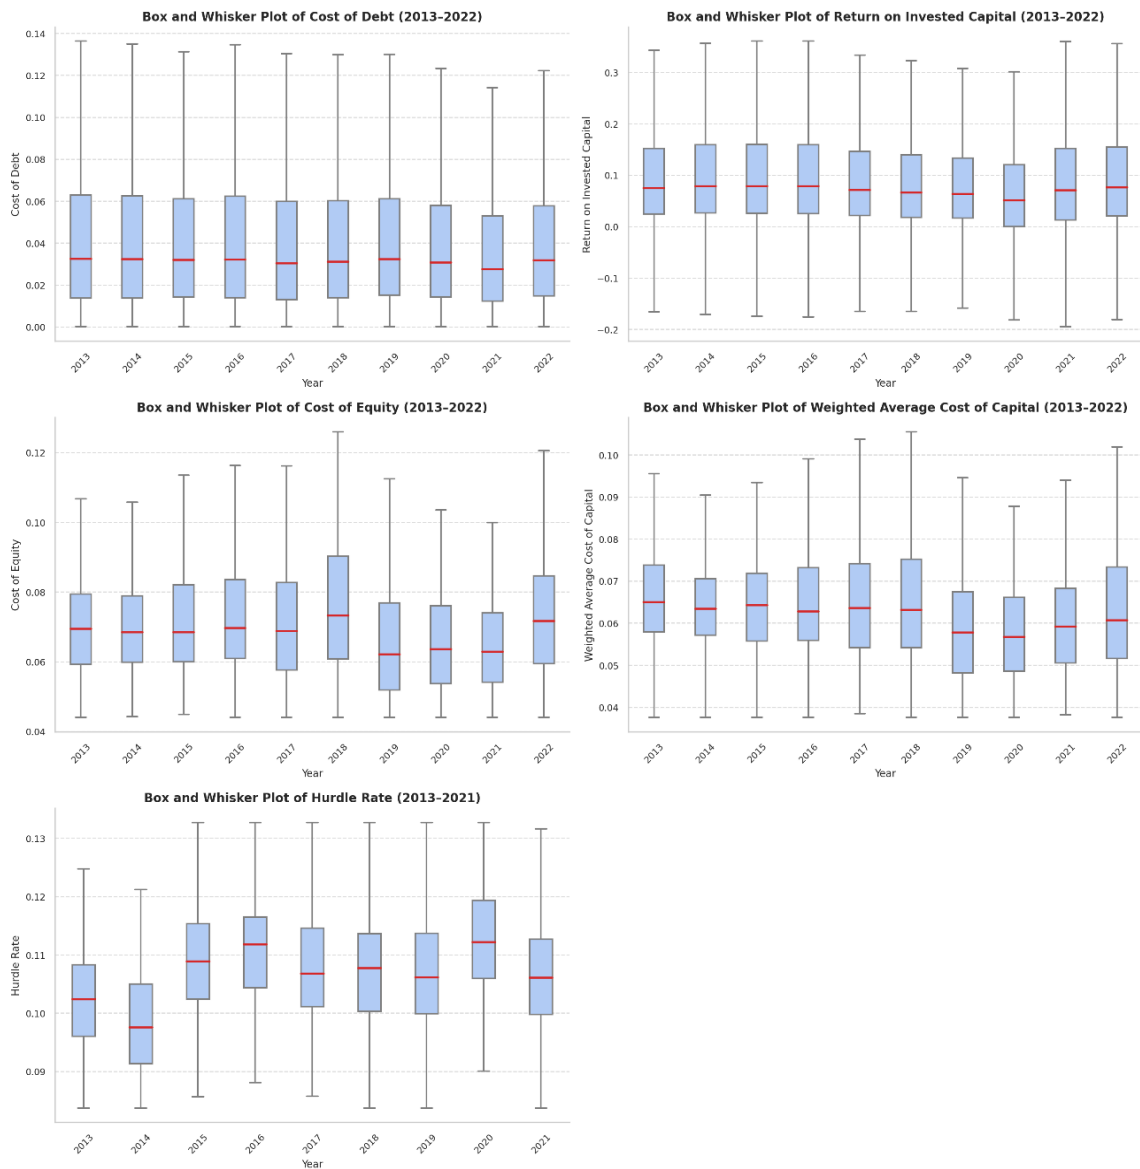 Box and Whisker Plot of Cost of Debt (2013–2022)
Cost of Debt
0.14
0.12
0.10
0.08
0.06
0.04
0.02
0.00
2013 2014 2015 2016 2017 2018 2019 2020 2021 2022
Year
Box and Whisker Plot of Return on Invested Capital (2013–2022)
Return on Invested Capital
0.3
0.2
0.1
0.0
−0.1
−0.2
2013 2014 2015 2016 2017 2018 2019 2020 2021 2022
Year
Box and Whisker Plot of Cost of Equity (2013–2022)
Cost of Equity
0.12
0.10
0.08
0.06
0.04
2013 2014 2015 2016 2017 2018 2019 2020 2021 2022
Year
Box and Whisker Plot of Weighted Average Cost of Capital (2013–2022)
Weighted Average Cost of Capital
0.10
0.09
0.08
0.07
0.06
0.05
0.04
2013 2014 2015 2016 2017 2018 2019 2020 2021 2022
Year
Box and Whisker Plot of Hurdle Rate (2013–2021)
Hurdle Rate
0.13
0.12
0.11
0.10
0.09
2013 2014 2015 2016 2017 2018 2019 2020 2021
Year